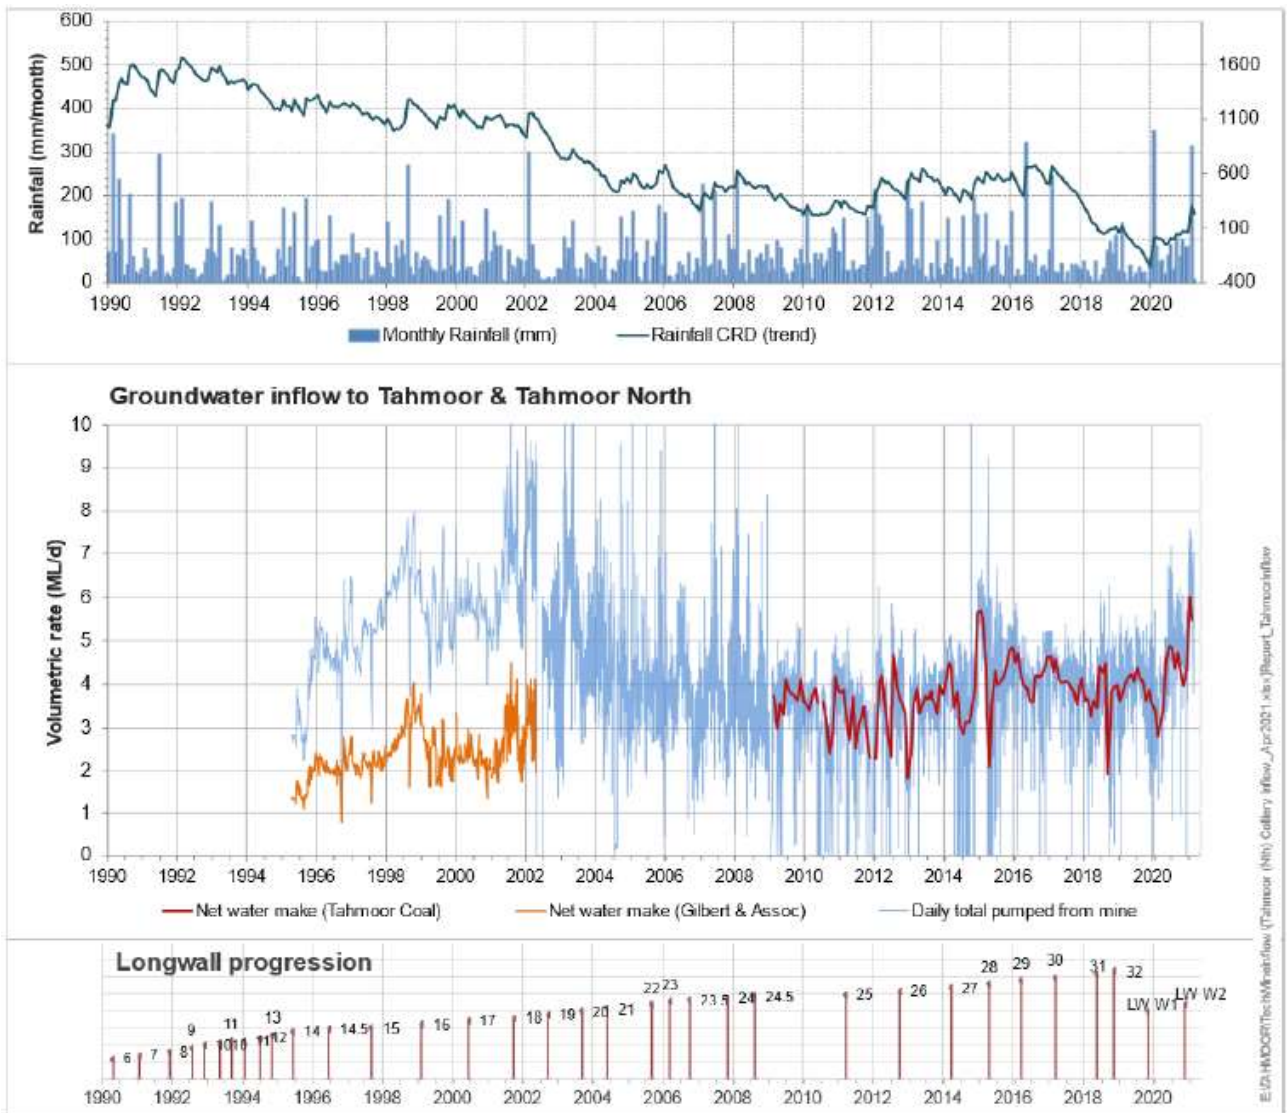 600
500
400
300
200
100
0
Rainfall (mm/month)
1600
1100
600
100
-400
1990 1992 1994 1996 1998 2000 2002 2004 2006 2008 2010 2012 2014 2016 2018 2020
Monthly Rainfall (mm) Rainfall CRD (trend)
Groundwater inflow to Tahmoor & Tahmoor North
10
9
8
7
6
5
4
3
2
1
0
Volumetric rate (ML/d)
1990 1992 1994 1996 1998 2000 2002 2004 2006 2008 2010 2012 2014 2016 2018 2020
Net water make (Tahmoor Coal) Net water make (Gilbert & Assoc) Daily total pumped from mine
Longwall progression
6 7 8 9 10 11 13 12 14 14.5 15 16 17 18 19 20 21 22 23 23.5 24 24.5 25 26 27 28 29 30 31 32 LW W1 LW W2
1990 1992 1994 1996 1998 2000 2002 2004 2006 2008 2010 2012 2014 2016 2018 2020
(Tahmoor (Nth) Colliery Inflow_Apr2021.xlsx]Report_TahmoorInflow